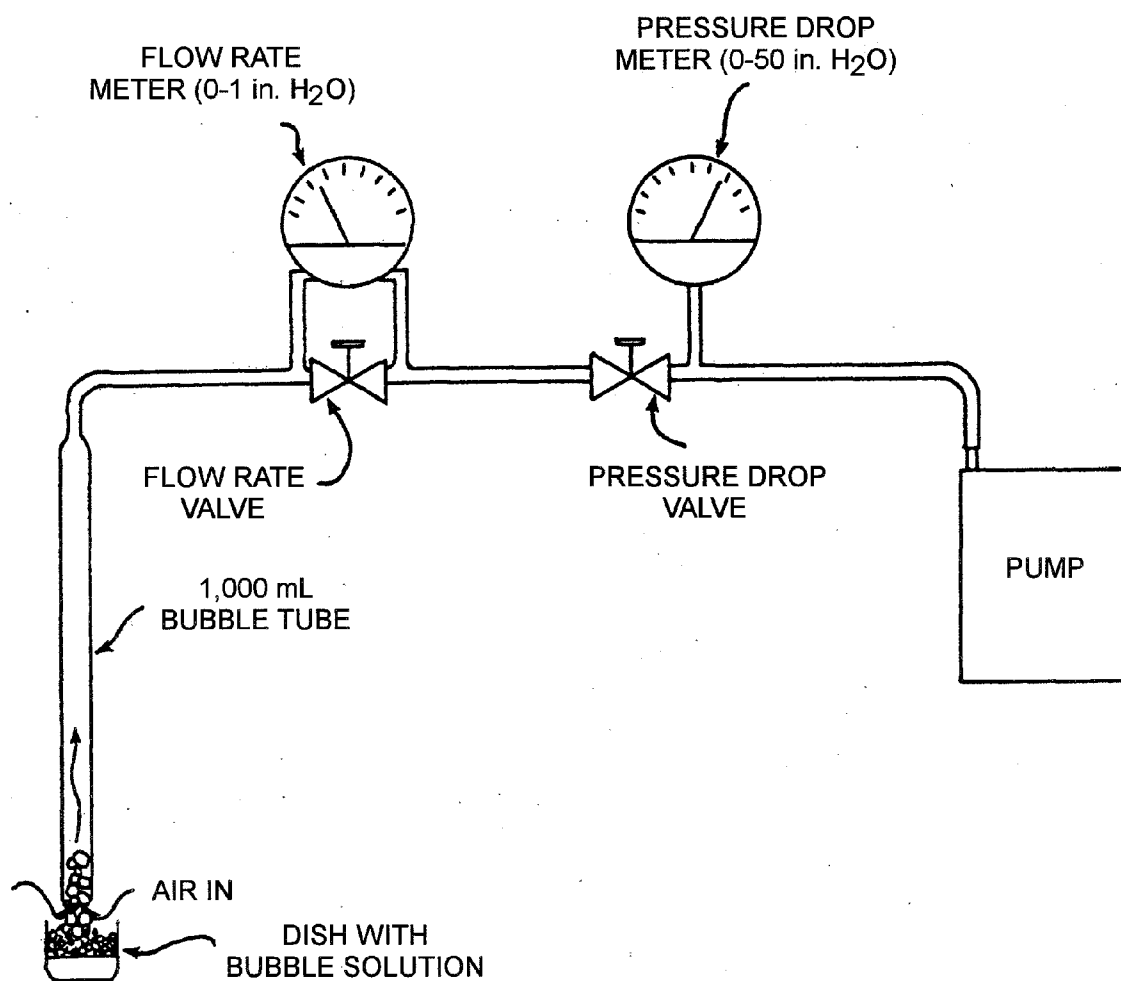 FLOW RATE
METER (0-1 in. H2O)
PRESSURE DROP
METER (0-50 in. H2O)
FLOW RATE
VALVE
PRESSURE DROP
VALVE
PUMP
1,000 mL
BUBBLE TUBE
AIR IN
DISH WITH
BUBBLE SOLUTION